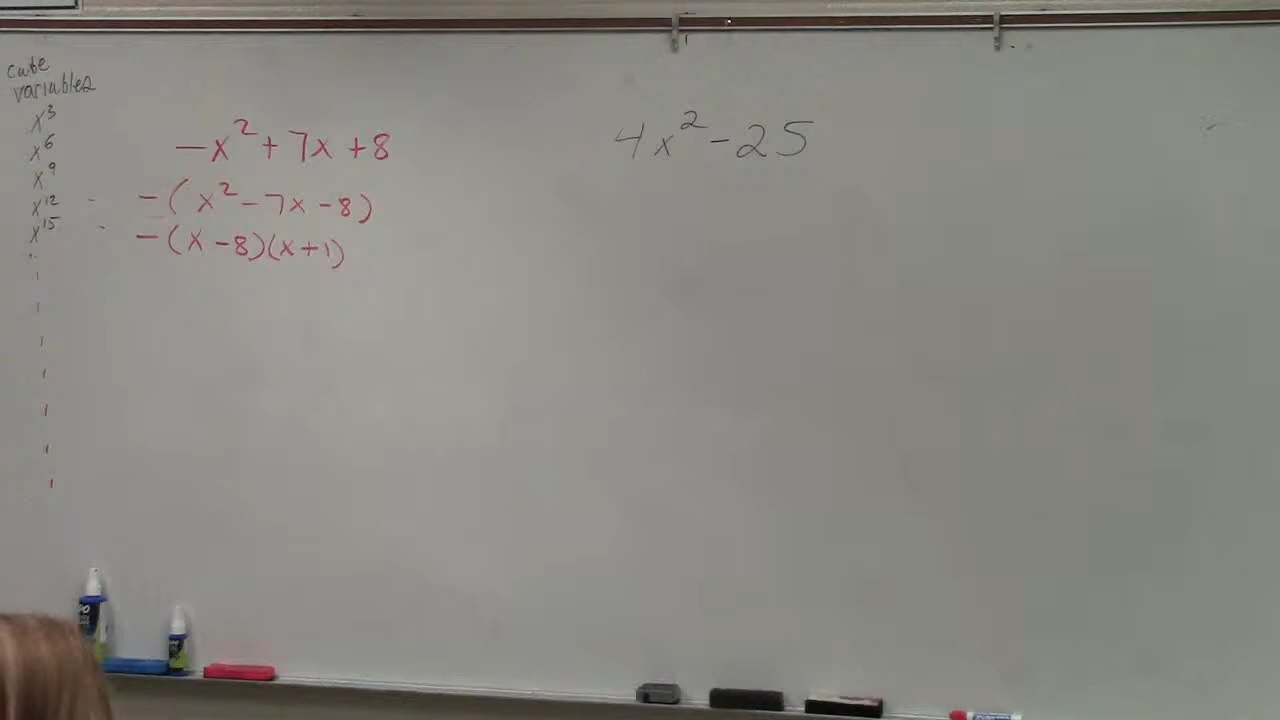 cube
variables
x³
x⁶
x⁹
x¹²
x¹⁵
-x² + 7x + 8
-(x² - 7x - 8)
-(x - 8)(x + 1)
4x² - 25